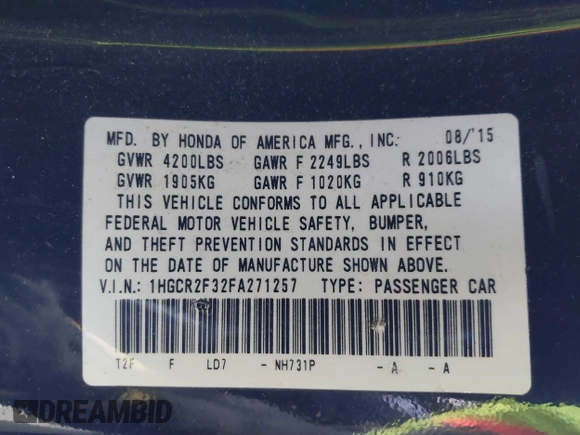 MFD. BY HONDA OF AMERICA MFG., INC. 08/'15
GVWR 4200LBS GAWR F 2249LBS R 2006LBS
GVWR 1905KG GAWR F 1020KG R 910KG
THIS VEHICLE CONFORMS TO ALL APPLICABLE
FEDERAL MOTOR VEHICLE SAFETY, BUMPER,
AND THEFT PREVENTION STANDARDS IN EFFECT
ON THE DATE OF MANUFACTURE SHOWN ABOVE.
V.I.N.: 1HGCR2F32FA271257 TYPE: PASSENGER CAR
T2F F LD7 - NH731P - A - A
DREAMBID